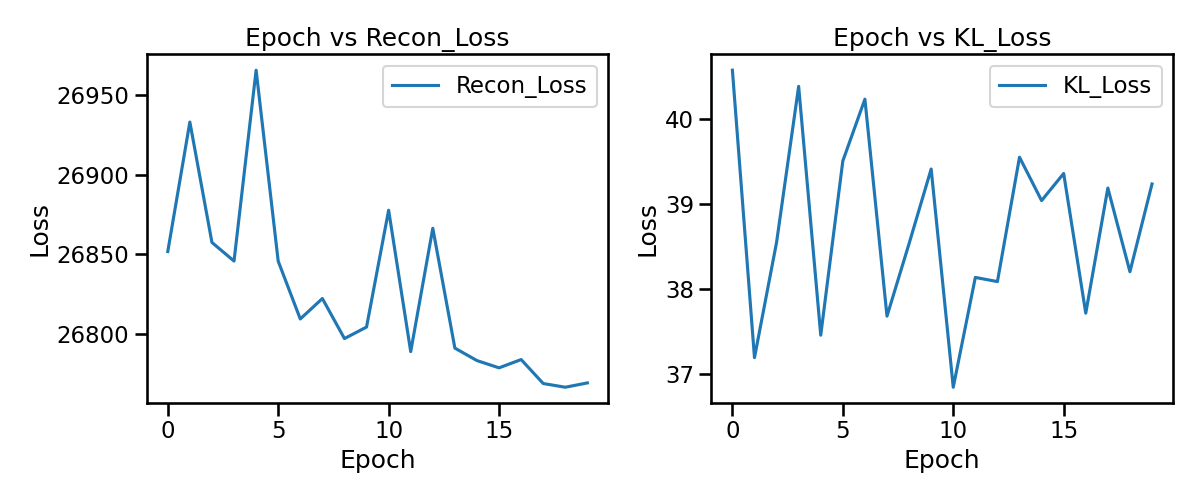 Epoch vs Recon_Loss
Recon_Loss
26950
26900
26850
26800
Loss
0 5 10 15
Epoch
Epoch vs KL_Loss
KL_Loss
40
39
38
37
Loss
0 5 10 15
Epoch